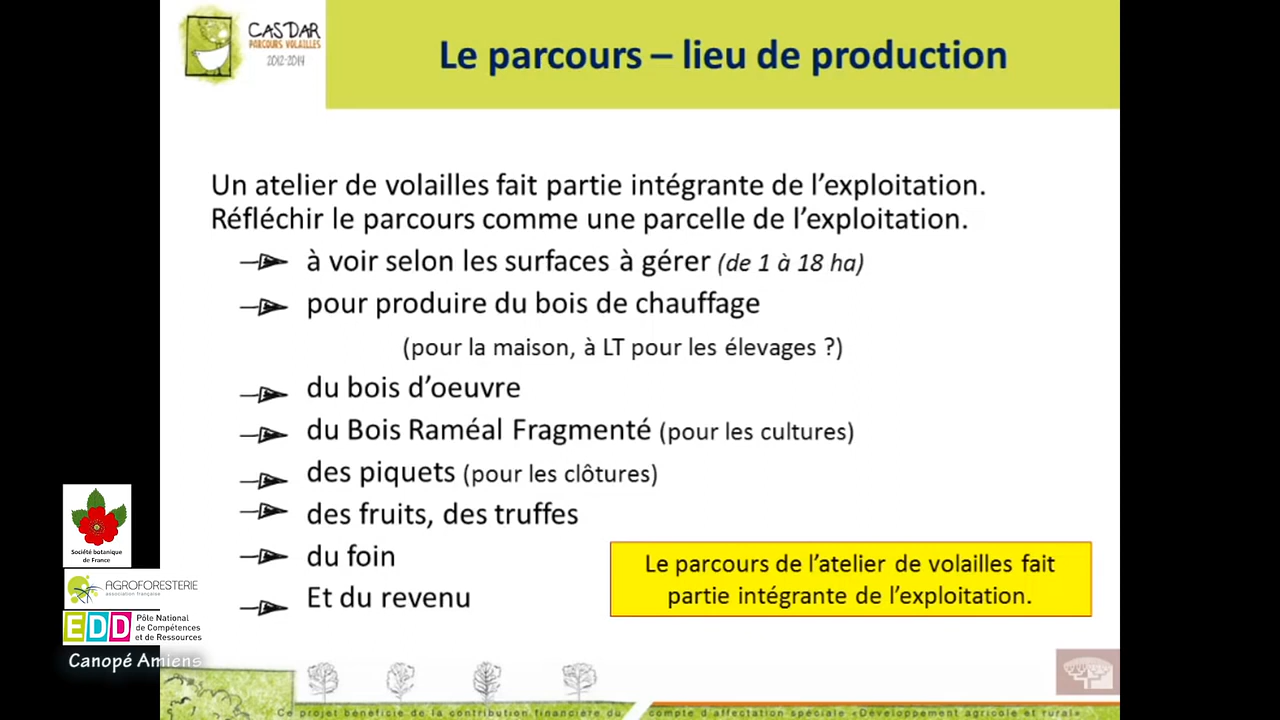 CASDAR
PARCOURS VOLAILLES
2012-2014
Le parcours – lieu de production
Un atelier de volailles fait partie intégrante de l’exploitation.
Réfléchir le parcours comme une parcelle de l’exploitation.
à voir selon les surfaces à gérer (de 1 à 18 ha)
pour produire du bois de chauffage
(pour la maison, à LT pour les élevages ?)
du bois d’oeuvre
du Bois Raméal Fragmenté (pour les cultures)
des piquets (pour les clôtures)
des fruits, des truffes
du foin
Et du revenu
Le parcours de l’atelier de volailles fait
partie intégrante de l’exploitation.
Société botanique
de France
AGROFORESTERIE
association française
EDD
Pôle National
de Compétences
et de Ressources
Canopé Amiens
Ce projet bénéficie de la contribution financière du compte d’affectation spéciale «Développement agricole et rural»